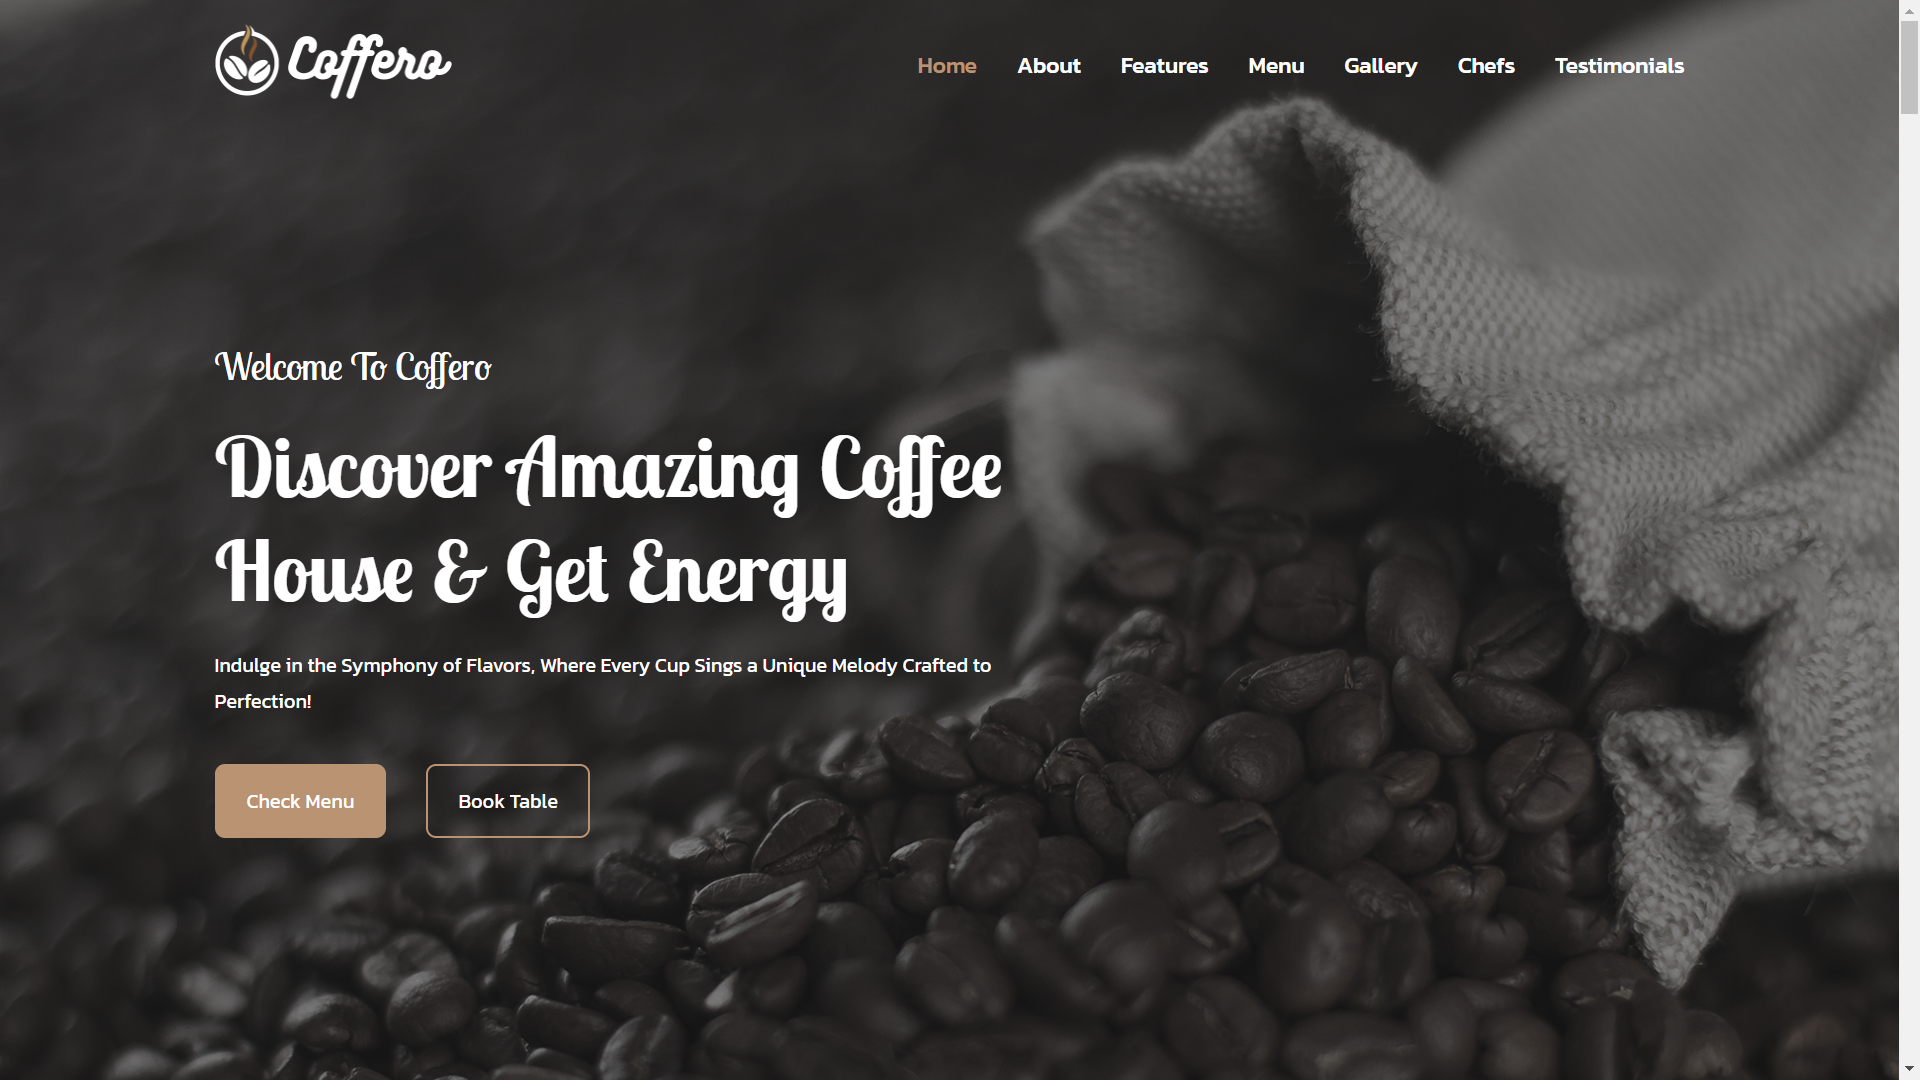 Coffero
Home About Features Menu Gallery Chefs Testimonials
Welcome To Coffero
Discover Amazing Coffee
House & Get Energy
Indulge in the Symphony of Flavors, Where Every Cup Sings a Unique Melody Crafted to
Perfection!
Check Menu Book Table